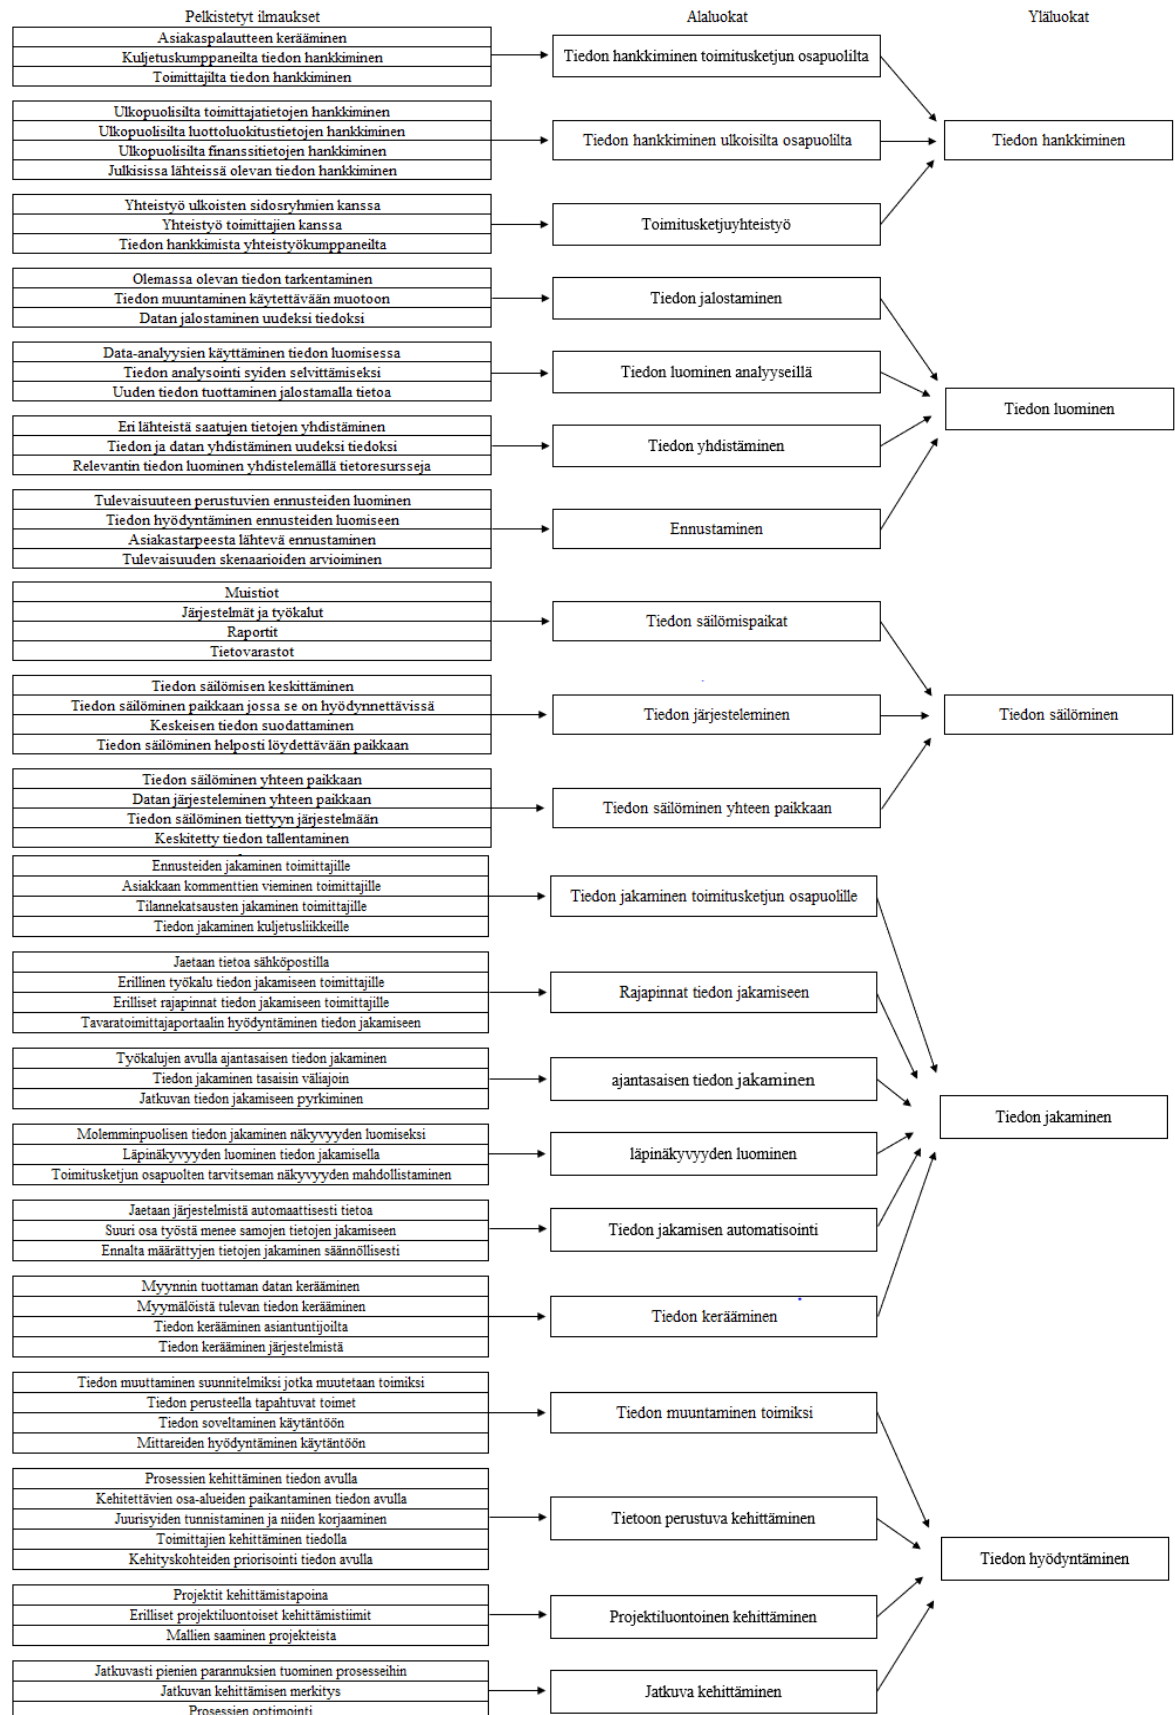 Pelkistetyt ilmaukset
Alaluokat
Yläluokat
Asiakaspalautteen kerääminen
Kuljetuskumppaneilta tiedon hankkiminen
Toimittajilta tiedon hankkiminen
Tiedon hankkiminen toimitusketjun osapuolilta
Ulkopuolisilta toimittajatietojen hankkiminen
Ulkopuolisilta luottoluokitustietojen hankkiminen
Ulkopuolisilta finanssitietojen hankkiminen
Julkisissa lähteissä olevan tiedon hankkiminen
Tiedon hankkiminen ulkoisilta osapuolilta
Tiedon hankkiminen
Yhteistyö ulkoisten sidosryhmien kanssa
Yhteistyö toimittajien kanssa
Tiedon hankkimista yhteistyökumppaneilta
Toimitusketjuyhteistyö
Olemassa olevan tiedon tarkentaminen
Tiedon muuntaminen käytettävään muotoon
Datan jalostaminen uudeksi tiedoksi
Tiedon jalostaminen
Data-analyysien käyttäminen tiedon luomisessa
Tiedon analysointi syiden selvittämiseksi
Uuden tiedon tuottaminen jalostamalla tietoa
Tiedon luominen analyyseillä
Tiedon luominen
Eri lähteistä saatujen tietojen yhdistäminen
Tiedon ja datan yhdistäminen uudeksi tiedoksi
Relevantin tiedon luominen yhdistelemällä tietoresursseja
Tiedon yhdistäminen
Tulevaisuuteen perustuvien ennusteiden luominen
Tiedon hyödyntäminen ennusteiden luomiseen
Asiakastarpeesta lähtevä ennustaminen
Tulevaisuuden skenaarioiden arvioiminen
Ennustaminen
Muistiot
Järjestelmät ja työkalut
Raportit
Tietovarastot
Tiedon säilömispaikat
Tiedon säilömisen keskittäminen
Tiedon säilöminen paikkaan jossa se on hyödynnettävissä
Keskeisen tiedon suodattaminen
Tiedon säilöminen helposti löydettävään paikkaan
Tiedon järjesteleminen
Tiedon säilöminen
Tiedon säilöminen yhteen paikkaan
Datan järjesteleminen yhteen paikkaan
Tiedon säilöminen tiettyyn järjestelmään
Keskitetty tiedon tallentaminen
Tiedon säilöminen yhteen paikkaan
Ennusteiden jakaminen toimittajille
Asiakkaan kommenttien vieminen toimittajille
Tilannekatsausten jakaminen toimittajille
Tiedon jakaminen kuljetusliikkeille
Tiedon jakaminen toimitusketjun osapuolille
Jaetaan tietoa sähköpostilla
Erillinen työkalu tiedon jakamiseen toimittajille
Erilliset rajapinnat tiedon jakamiseen toimittajille
Tavaratoimittajaportaalin hyödyntäminen tiedon jakamiseen
Rajapinnat tiedon jakamiseen
Työkalujen avulla ajantasaisen tiedon jakaminen
Tiedon jakaminen tasaisin väliajoin
Jatkuvan tiedon jakamiseen pyrkiminen
ajantasaisen tiedon jakaminen
Tiedon jakaminen
Molemminpuolisen tiedon jakaminen näkyvyyden luomiseksi
Läpinäkyvyyden luominen tiedon jakamisella
Toimitusketjun osapuolten tarvitseman näkyvyyden mahdollistaminen
läpinäkyvyyden luominen
Jaetaan järjestelmistä automaattisesti tietoa
Suuri osa työstä menee samojen tietojen jakamiseen
Ennalta määrättyjen tietojen jakaminen säännöllisesti
Tiedon jakamisen automatisointi
Myynnin tuottaman datan kerääminen
Myymälöistä tulevan tiedon kerääminen
Tiedon kerääminen asiantuntijoilta
Tiedon kerääminen järjestelmistä
Tiedon kerääminen
Tiedon muuttaminen suunnitelmiksi jotka muutetaan toimiksi
Tiedon perusteella tapahtuvat toimet
Tiedon soveltaminen käytäntöön
Mittareiden hyödyntäminen käytäntöön
Tiedon muuntaminen toimiksi
Prosessien kehittäminen tiedon avulla
Kehitettävien osa-alueiden paikantaminen tiedon avulla
Juurisyiden tunnistaminen ja niiden korjaaminen
Toimittajien kehittäminen tiedolla
Kehityskohteiden priorisointi tiedon avulla
Tietoon perustuva kehittäminen
Tiedon hyödyntäminen
Projektit kehittämistapoina
Erilliset projektiluontoiset kehittämistiimit
Mallien saaminen projekteista
Projektiluontoinen kehittäminen
Jatkuvasti pienien parannuksien tuominen prosesseihin
Jatkuvan kehittämisen merkitys
Prosessien optimointi
Jatkuva kehittäminen